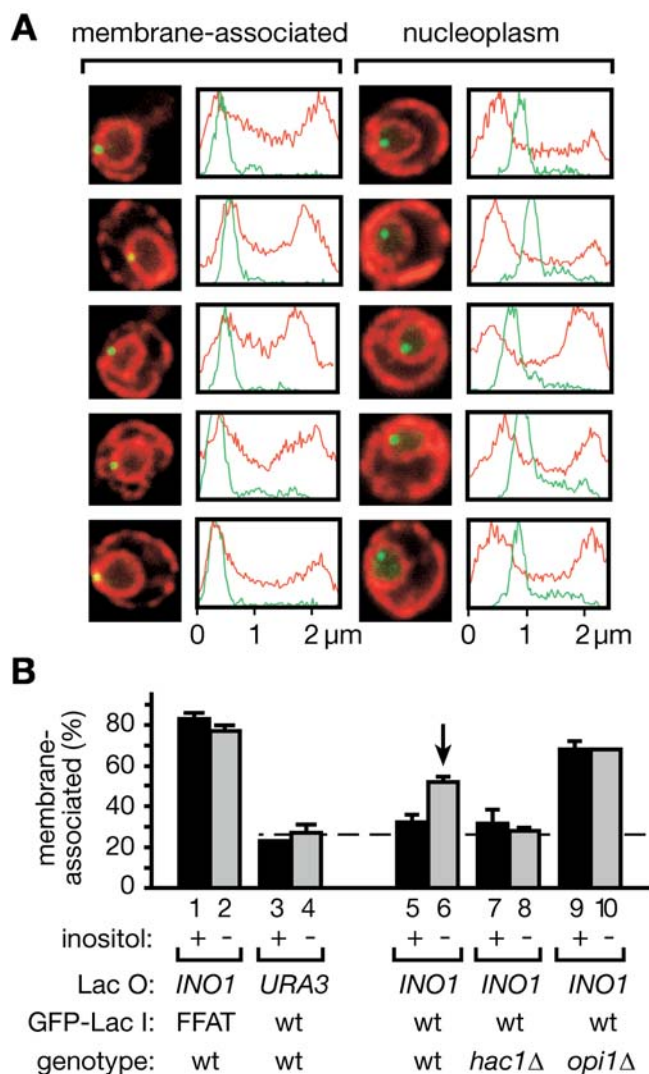 A
membrane-associated nucleoplasm
0 1 2 µm 0 1 2 µm
B
membrane-
associated (%)
80
60
40
20
0
1 2 3 4 5 6 7 8 9 10
inositol: + - + - + - + - + -
Lac O: INO1 URA3 INO1 INO1 INO1
GFP-Lac I: FFAT wt wt wt wt
genotype: wt wt wt hac1Δ opi1Δ